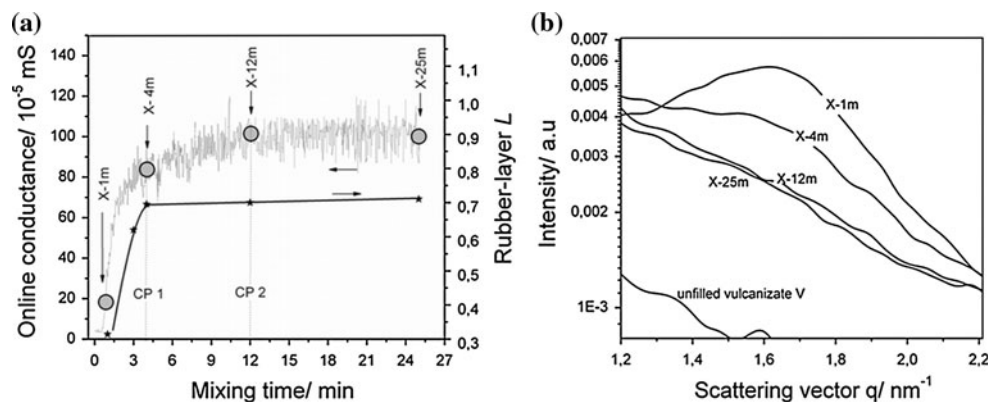 (a)
Online conductance/ 10⁻⁵ mS
140
120
100
80
60
40
20
0
X-1m
X- 4m
X-12m
X-25m
CP 1
CP 2
1,1
1,0
0,9
0,8
0,7
0,6
0,5
0,4
0,3
Rubber-layer L
0
3
6
9
12
15
18
21
24
27
Mixing time/ min
(b)
Intensity/ a.u
0,007
0,006
0,005
0,004
0,003
0,002
1E-3
X-1m
X-4m
X-25m
X-12m
unfilled vulcanizate V
1,2
1,4
1,6
1,8
2,0
2,2
Scattering vector q/ nm⁻¹